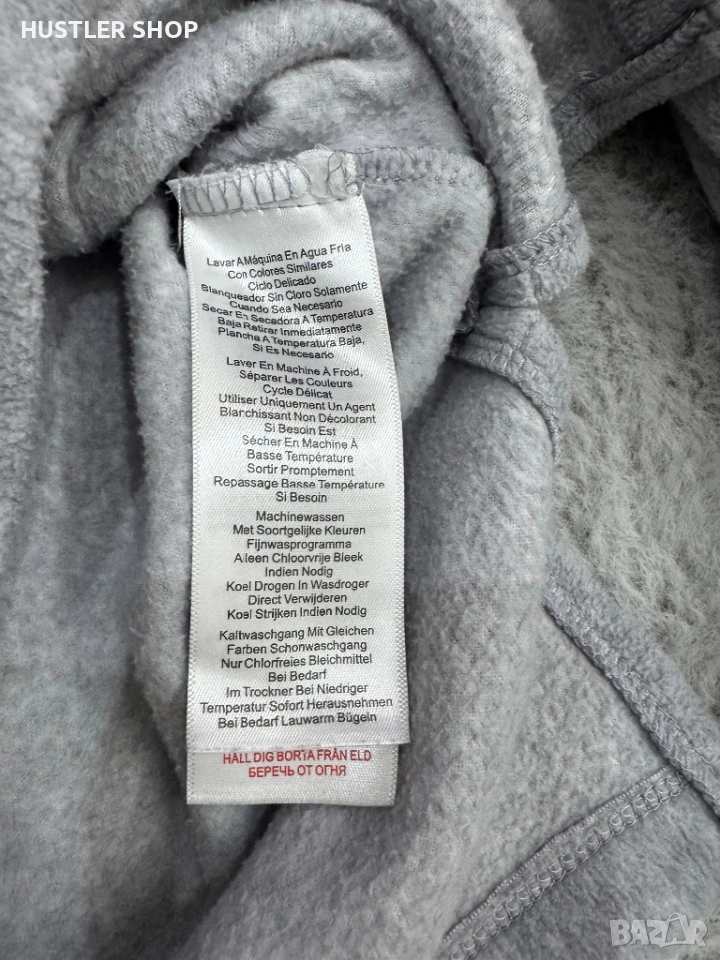 HUSTLER SHOP
Lavar A Máquina En Agua Fria
Con Colores Similares
Ciclo Delicado
Blanqueador Sin Cloro Solamente
Cuando Sea Necesario
Secar En Secadora A Temperatura
Baja Retirar Inmediatamente
Plancha A Temperatura Baja,
Si Es Necesario
Laver En Machine À Froid,
Séparer Les Couleurs
Cycle Délicat
Utiliser Uniquement Un Agent
Blanchissant Non Décolorant
Si Besoin Est
Sécher En Machine À
Basse Température
Sortir Promptement
Repassage Basse Température
Si Besoin
Machinewassen
Met Soortgelijke Kleuren
Fijnwasprogramma
Alleen Chloorvrije Bleek
Indien Nodig
Koel Drogen In Wasdroger
Direct Verwijderen
Koel Strijken Indien Nodig
Kaltwaschgang Mit Gleichen
Farben Schonwaschgang
Nur Chlorfreies Bleichmittel
Bei Bedarf
Im Trockner Bei Niedriger
Temperatur Sofort Herausnehmen
Bei Bedarf Lauwarm Bügeln
HÅLL DIG BORTA FRÅN ELD
БЕРЕЧЬ ОТ ОГНЯ
BAZAR